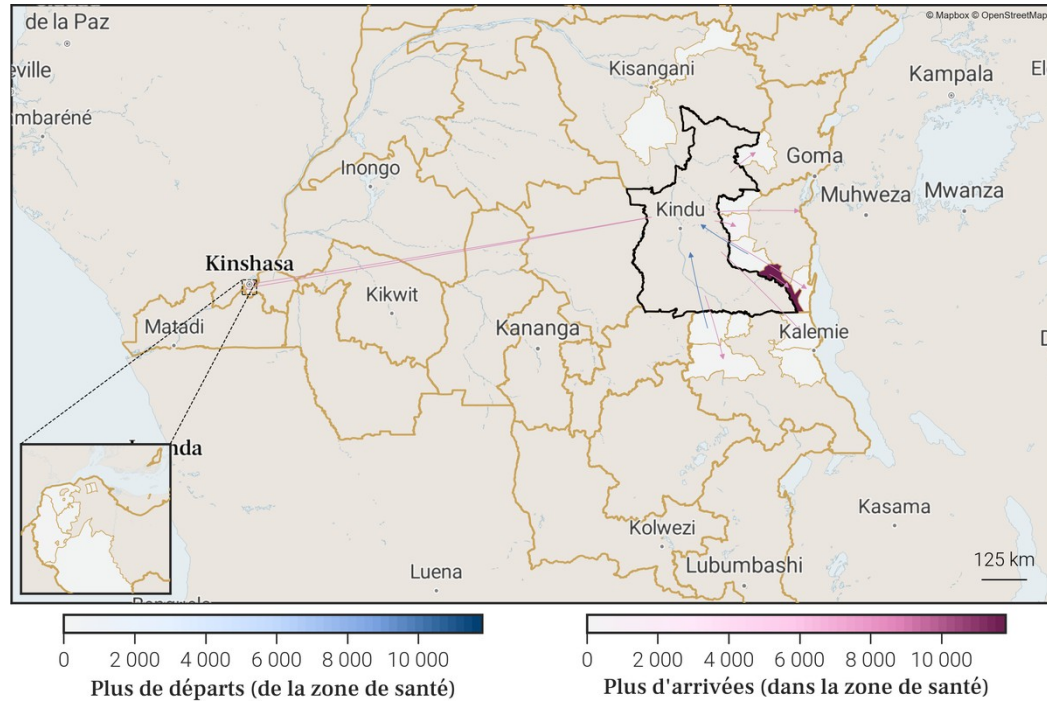 © Mapbox © OpenStreetMap
de la Paz
Kisangani
Kampala
Goma
Inongo
Muhweza
Mwanza
Kindu
Kinshasa
Kikwit
Matadi
Kananga
Kalemie
Kasama
Kolwezi
125 km
Luena
Lubumbashi
0
2 000
4 000
6 000
8 000
10 000
0
2 000
4 000
6 000
8 000
10 000
Plus de départs (de la zone de santé)
Plus d'arrivées (dans la zone de santé)